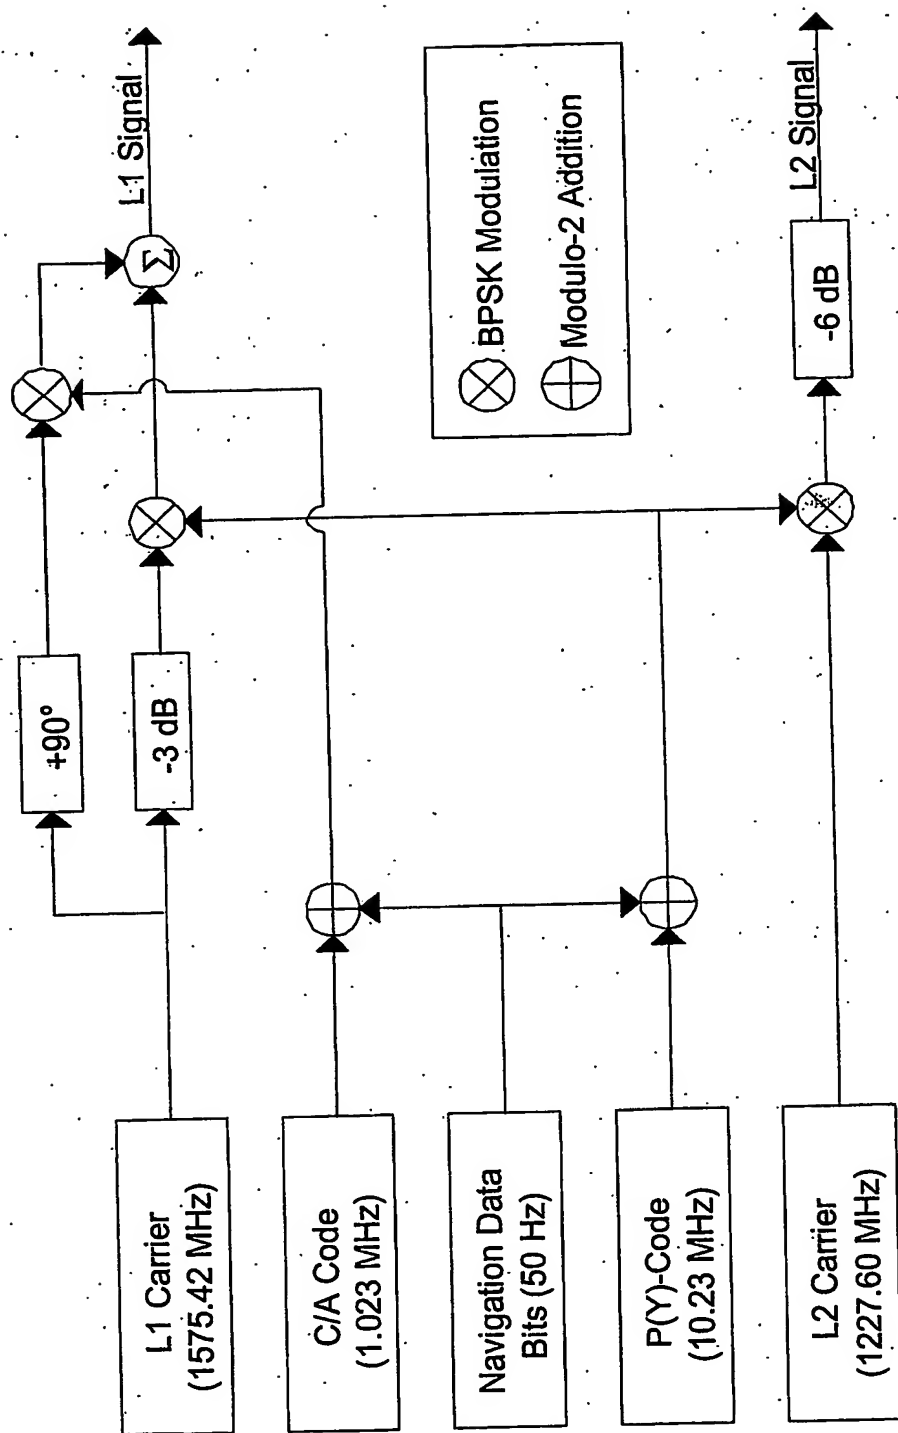 L1 Carrier
(1575.42 MHz)
C/A Code
(1.023 MHz)
Navigation Data
Bits (50 Hz)
P(Y)-Code
(10.23 MHz)
L2 Carrier
(1227.60 MHz)
+90°
-3 dB
Σ
L1 Signal
BPSK Modulation
Modulo-2 Addition
-6 dB
L2 Signal